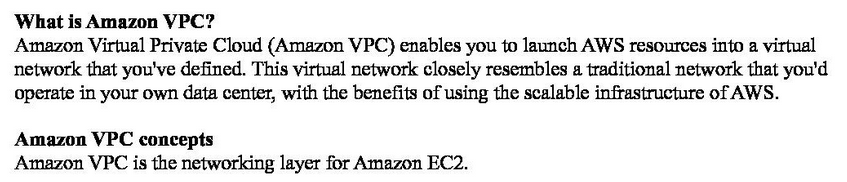 What is Amazon VPC?
Amazon Virtual Private Cloud (Amazon VPC) enables you to launch AWS resources into a virtual
network that you've defined. This virtual network closely resembles a traditional network that you'd
operate in your own data center, with the benefits of using the scalable infrastructure of AWS.
Amazon VPC concepts
Amazon VPC is the networking layer for Amazon EC2.